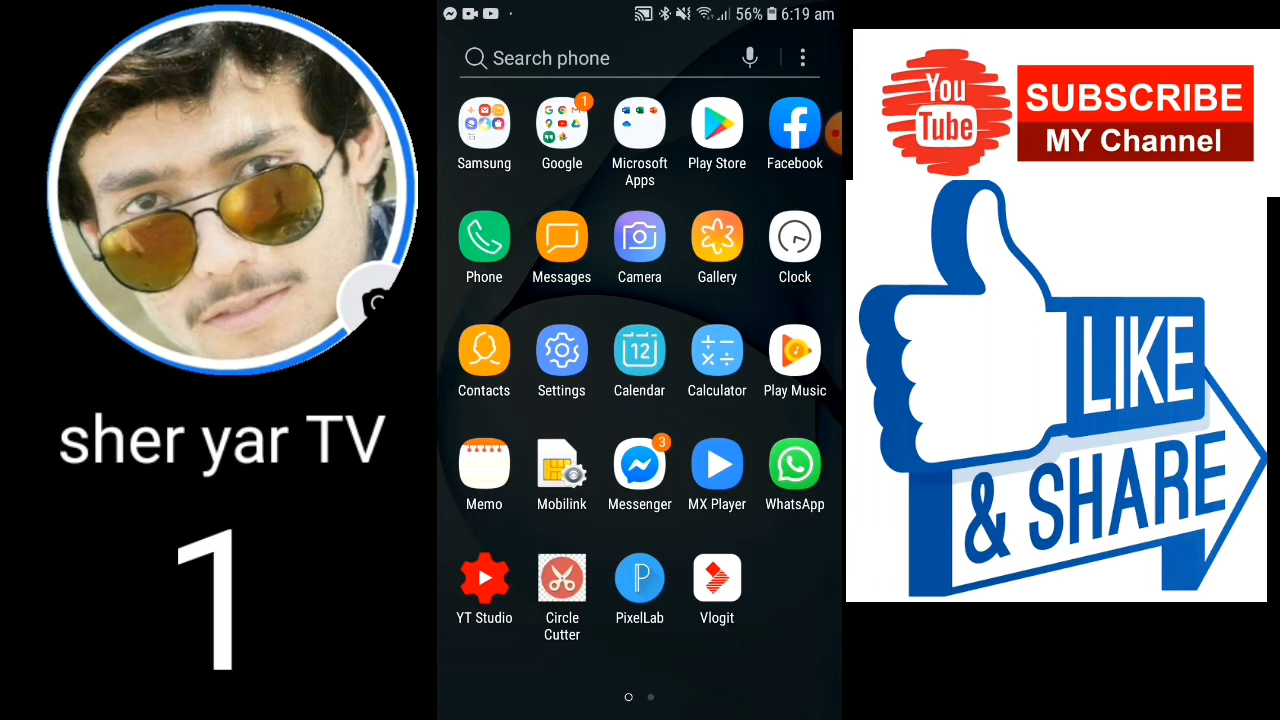 56% 6:19 am
Search phone
1
Samsung
Google
Microsoft
Apps
Play Store
Facebook
Phone
Messages
Camera
Gallery
Clock
12
Contacts
Settings
Calendar
Calculator
Play Music
3
Memo
Mobilink
Messenger
MX Player
WhatsApp
P
YT Studio
Circle
Cutter
PixelLab
Vlogit
sher yar TV
1
You
Tube
SUBSCRIBE
MY Channel
LIKE
& SHARE